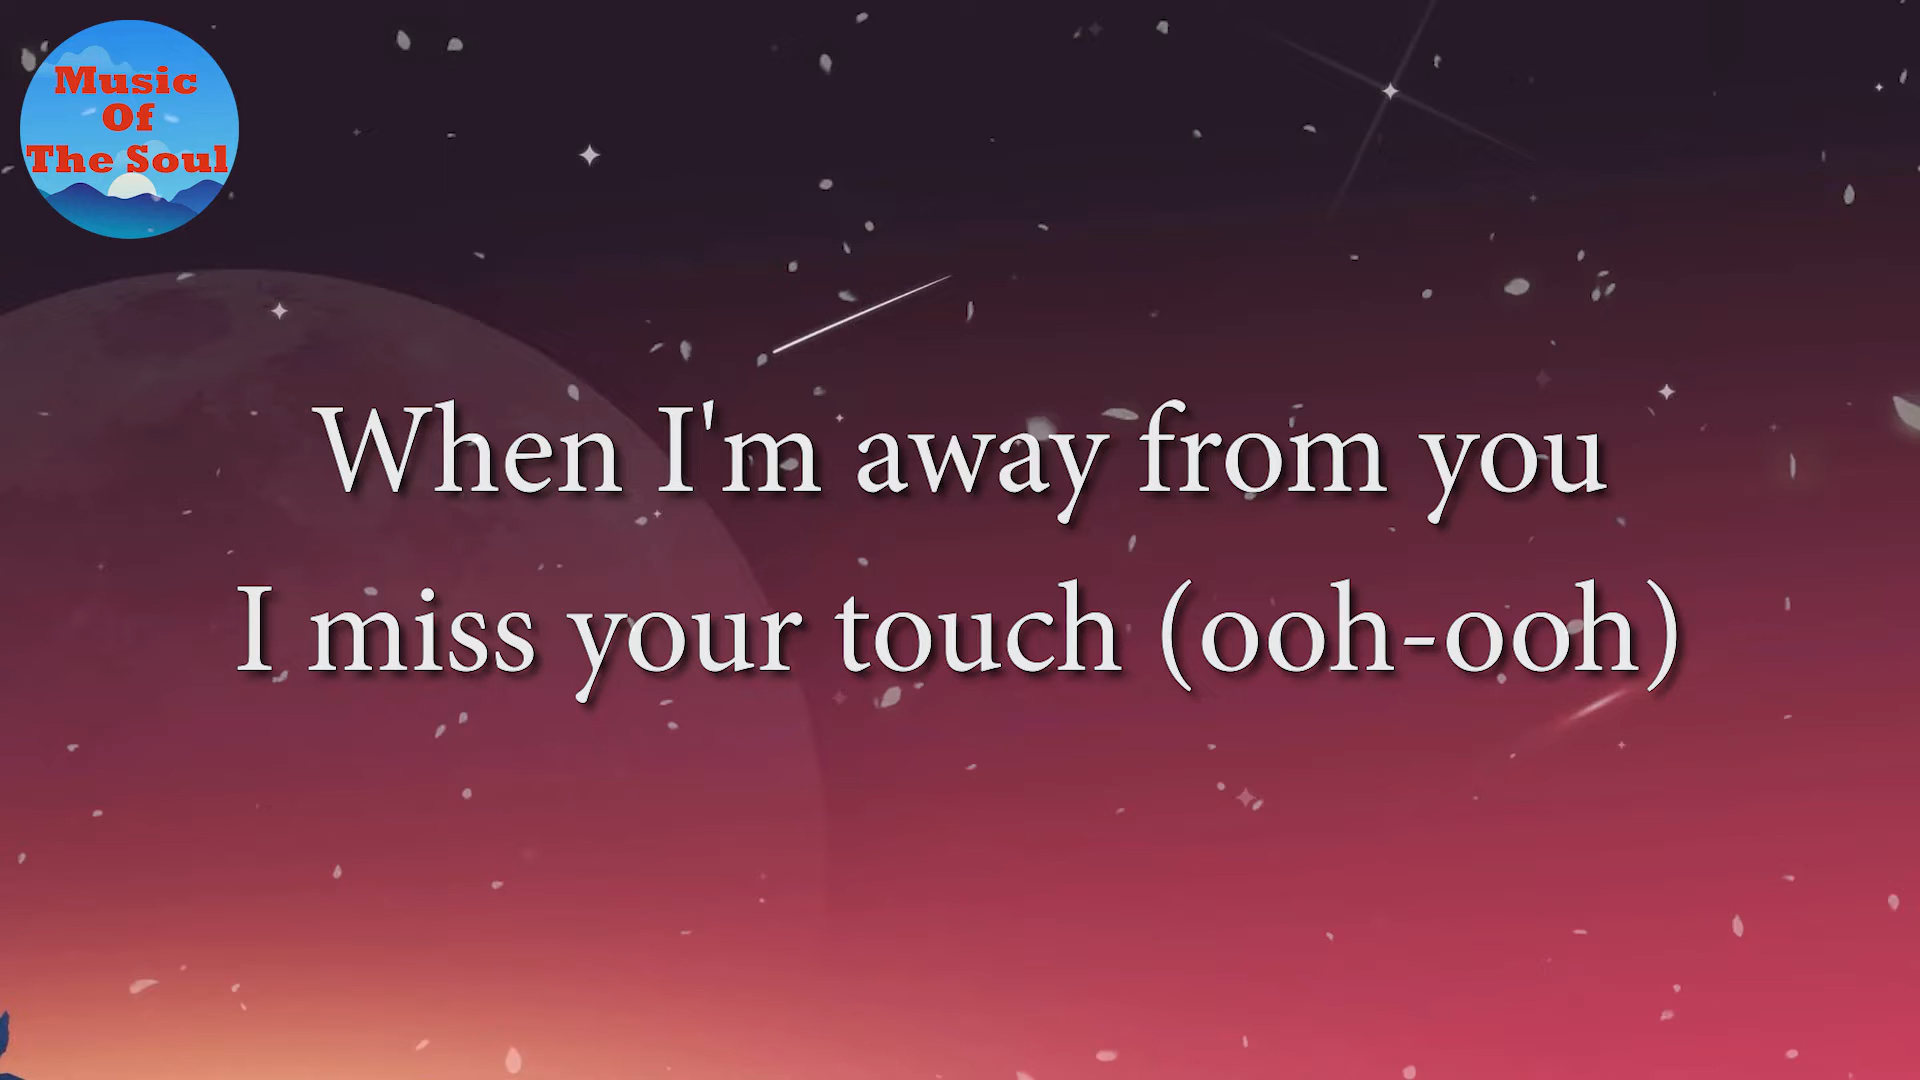 Music
Of
The Soul
When I'm away from you
I miss your touch (ooh-ooh)